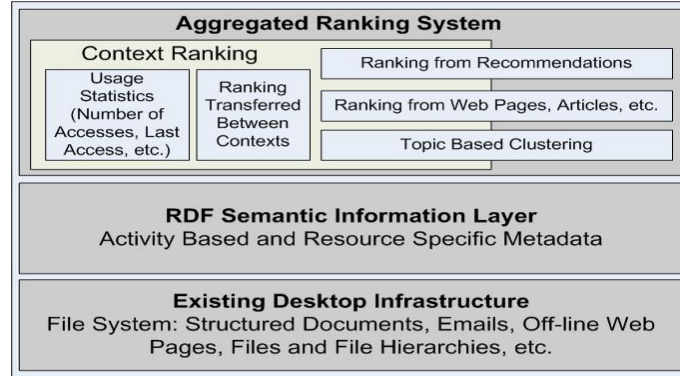 Aggregated Ranking System
Context Ranking
Usage
Statistics
(Number of
Accesses, Last
Access, etc.)
Ranking
Transferred
Between
Contexts
Ranking from Recommendations
Ranking from Web Pages, Articles, etc.
Topic Based Clustering
RDF Semantic Information Layer
Activity Based and Resource Specific Metadata
Existing Desktop Infrastructure
File System: Structured Documents, Emails, Off-line Web
Pages, Files and File Hierarchies, etc.